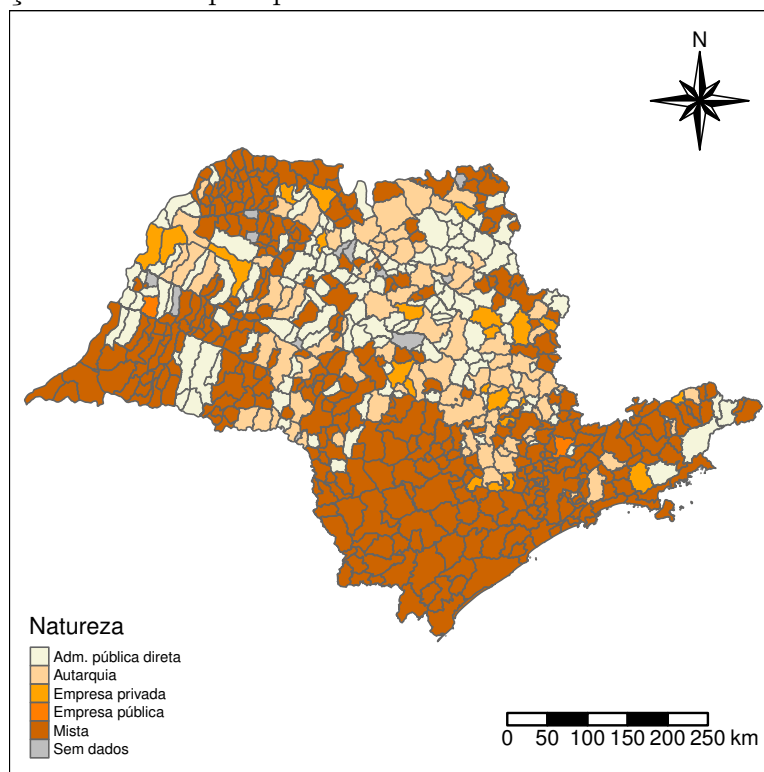 N
Natureza
Adm. pública direta
Autarquia
Empresa privada
Empresa pública
Mista
Sem dados
0 50 100 150 200 250 km